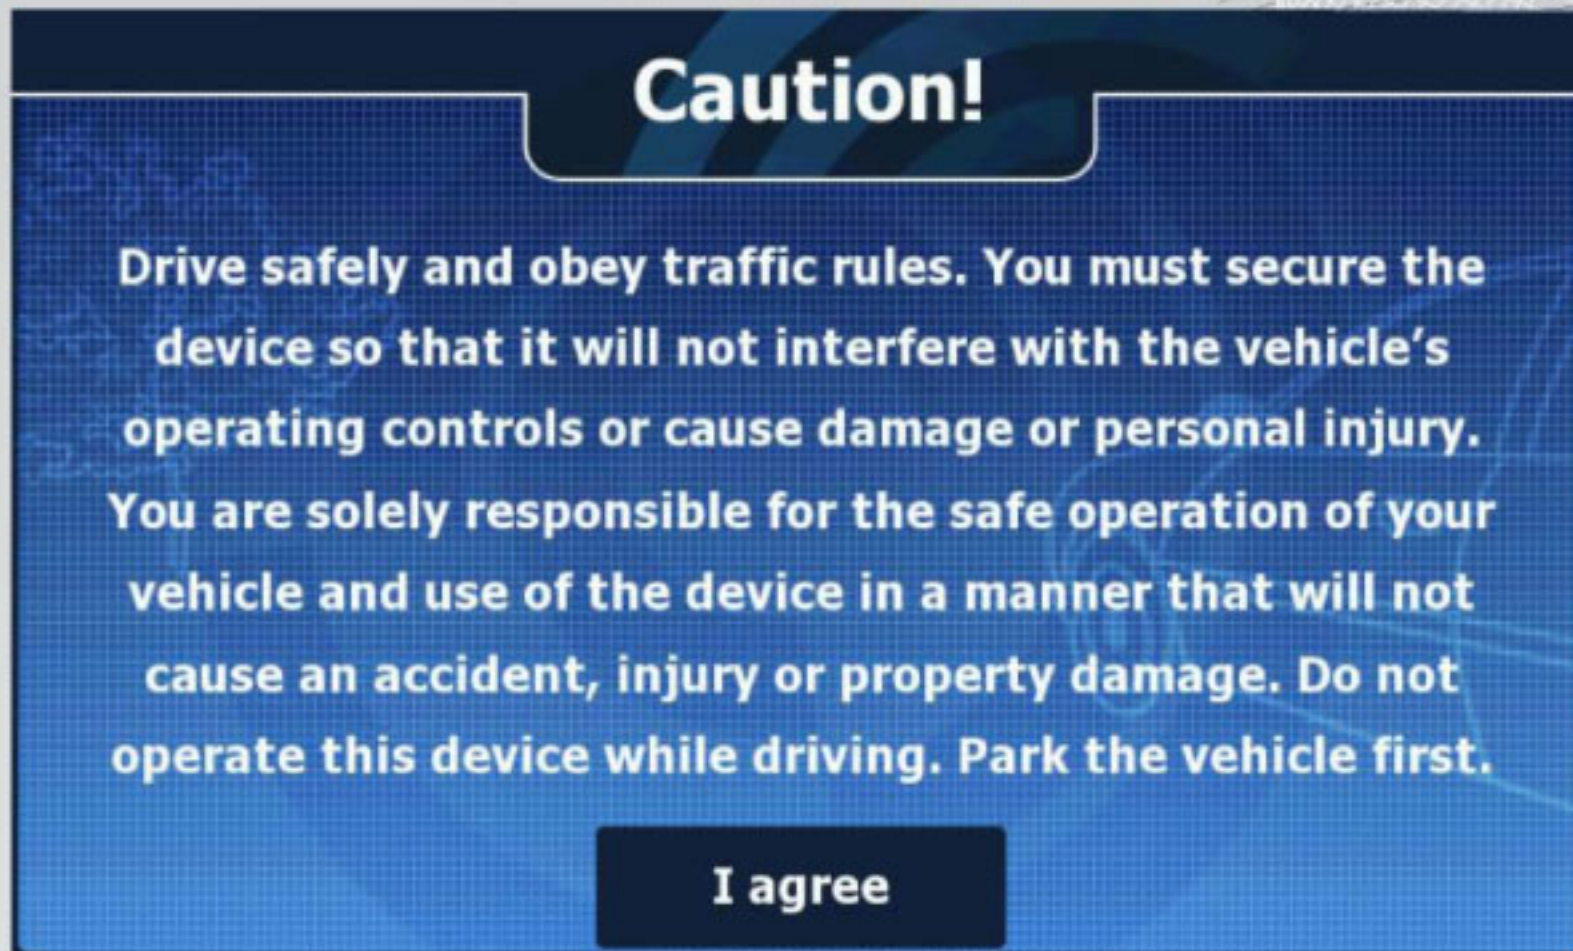 Caution!
Drive safely and obey traffic rules. You must secure the
device so that it will not interfere with the vehicle’s
operating controls or cause damage or personal injury.
You are solely responsible for the safe operation of your
vehicle and use of the device in a manner that will not
cause an accident, injury or property damage. Do not
operate this device while driving. Park the vehicle first.
I agree